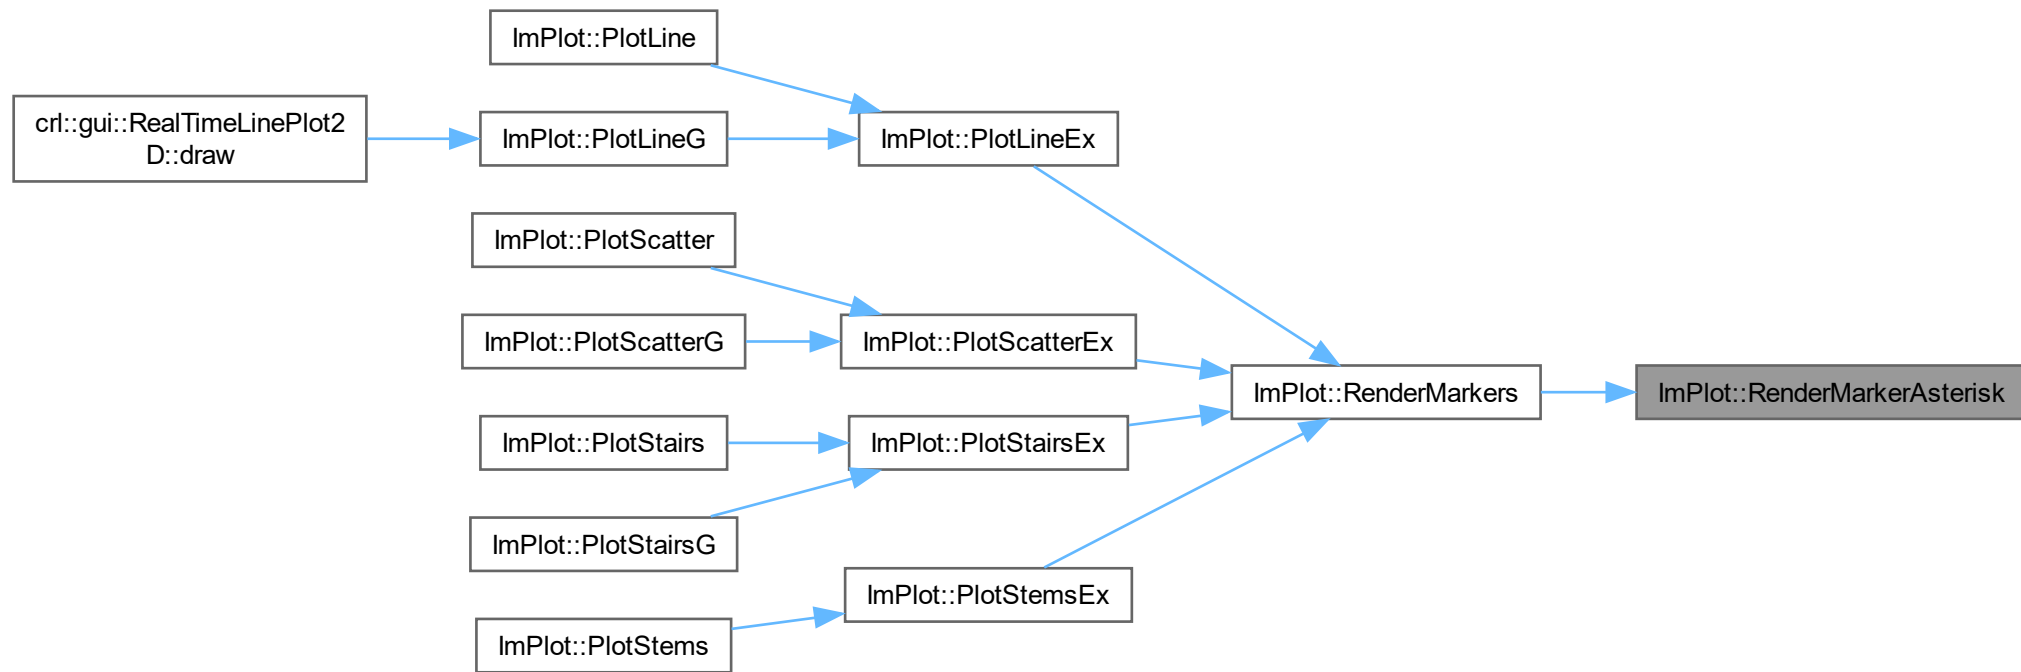 ImPlot::PlotLine
crl::gui::RealTimeLinePlot2
D::draw
ImPlot::PlotLineG
ImPlot::PlotLineEx
ImPlot::PlotScatter
ImPlot::PlotScatterG
ImPlot::PlotScatterEx
ImPlot::RenderMarkers
ImPlot::RenderMarkerAsterisk
ImPlot::PlotStairs
ImPlot::PlotStairsEx
ImPlot::PlotStairsG
ImPlot::PlotStemsEx
ImPlot::PlotStems